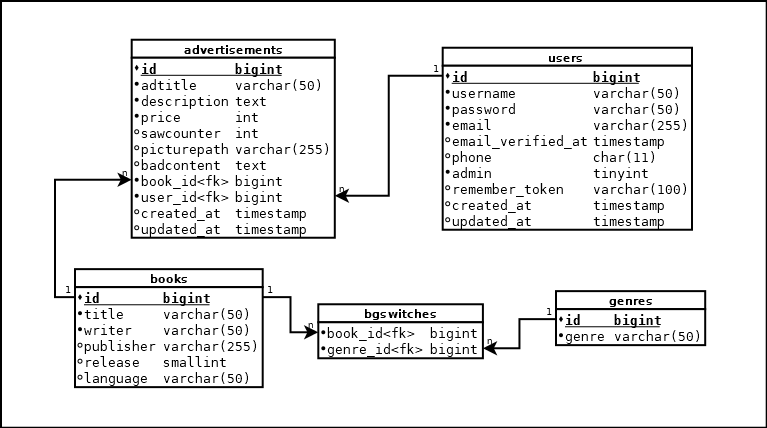 advertisements
id bigint
adtitle varchar(50)
description text
price int
sawcounter int
picturepath varchar(255)
badcontent text
book_id<fk> bigint
user_id<fk> bigint
created_at timestamp
updated_at timestamp
n
n
users
1
id bigint
username varchar(50)
password varchar(50)
email varchar(255)
email_verified_at timestamp
phone char(11)
admin tinyint
remember_token varchar(100)
created_at timestamp
updated_at timestamp
books
1
1
id bigint
title varchar(50)
writer varchar(50)
publisher varchar(255)
release smallint
language varchar(50)
bgswitches
n
book_id<fk> bigint
genre_id<fk> bigint
n
genres
1
id bigint
genre varchar(50)